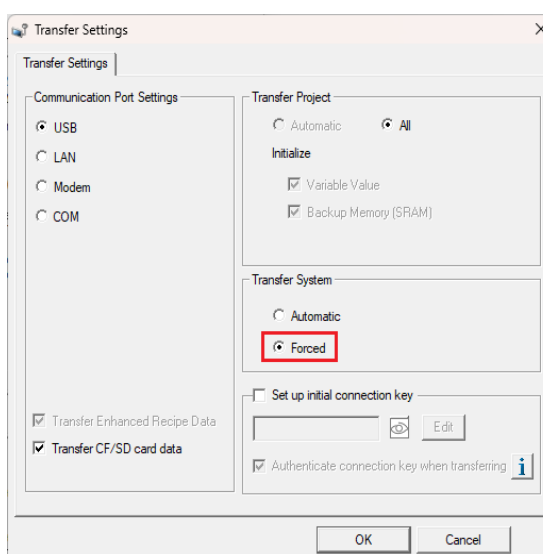 Transfer Settings
Transfer Settings
Communication Port Settings
USB
LAN
Modem
COM
Transfer Enhanced Recipe Data
Transfer CF/SD card data
Transfer Project
Automatic All
Initialize
Variable Value
Backup Memory (SRAM)
Transfer System
Automatic
Forced
Set up initial connection key
Edit
Authenticate connection key when transferring
OK Cancel